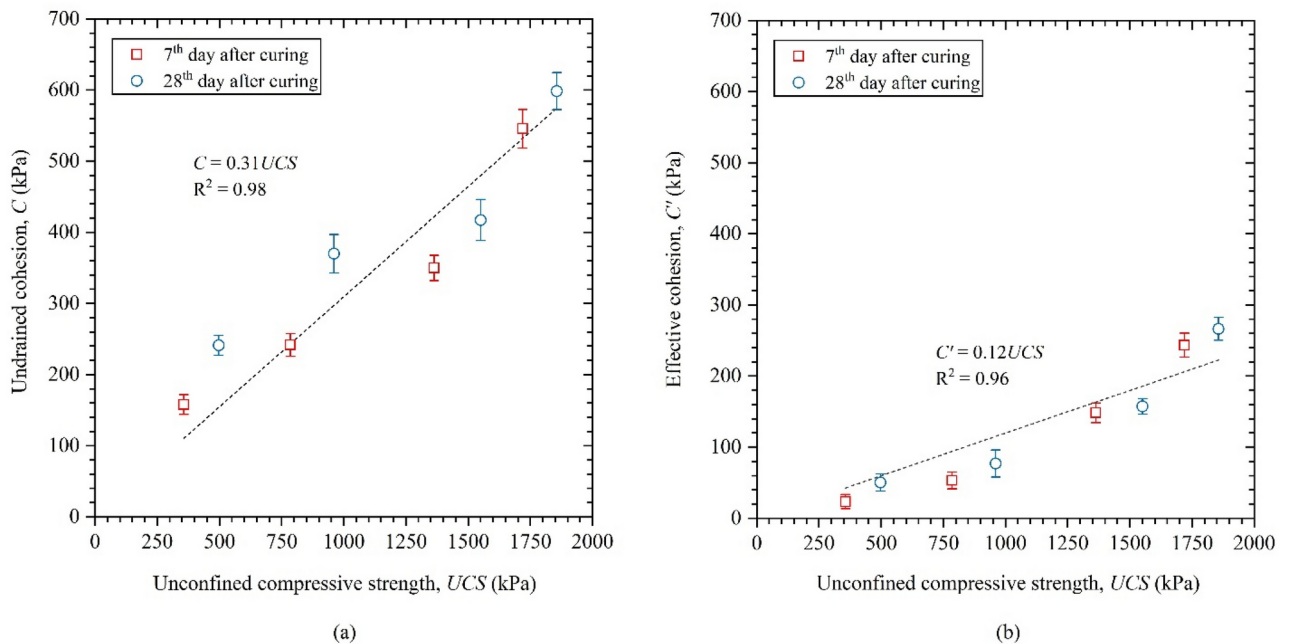 700
600
500
400
300
200
100
0
Undrained cohesion, C (kPa)
7th day after curing
28th day after curing
C = 0.31UCS
R2 = 0.98
0 250 500 750 1000 1250 1500 1750 2000
Unconfined compressive strength, UCS (kPa)
(a)
700
600
500
400
300
200
100
0
Effective cohesion, C′ (kPa)
7th day after curing
28th day after curing
C′ = 0.12UCS
R2 = 0.96
0 250 500 750 1000 1250 1500 1750 2000
Unconfined compressive strength, UCS (kPa)
(b)